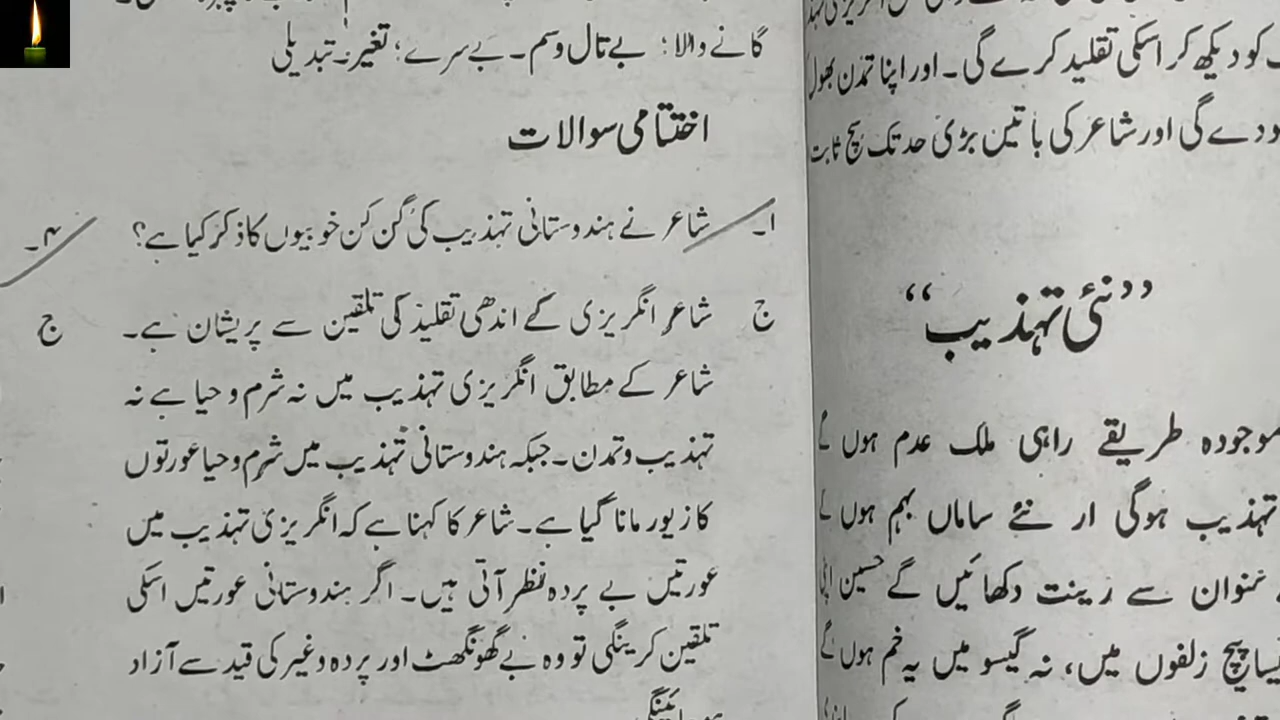 گانے والا؛ بے تال وسم۔ بے سرے؛ تغیر۔ تبدیلی
اختتامی سوالات
۱۔ شاعر نے ہندوستانی تہذیب کی گن کن خوبیوں کا ذکر کیا ہے؟
ج شاعر انگریزی کے اندھی تقلید کی تلقین سے پریشان ہے۔
شاعر کے مطابق انگریزی تہذیب میں نہ شرم و حیا ہے نہ
تہذیب و تمدن۔ جبکہ ہندوستانی تہذیب میں شرم و حیا عورتوں
کا زیور مانا گیا ہے۔ شاعر کا کہنا ہے کہ انگریزی تہذیب میں
عورتیں بے پردہ نظر آتی ہیں۔ اگر ہندوستانی عورتیں اسکی
تلقین کرینگی تو وہ بے گھونگھٹ اور پردہ وغیر کی قید سے آزاد
۴۔
ج
کو دیکھ کر اسکی تقلید کرے گی۔ اور اپنا تمدن بھول
دے گی اور شاعر کی باتیں بڑی حد تک سچ ثابت
”نئی تہذیب“
موجودہ طریقے راہی ملک عدم ہوں گے
تہذیب ہوگی ار نئے ساماں بہم ہوں گے
عنوان سے زینت دکھائیں گے حسین
پیچ زلفوں میں، نہ گیسو میں یہ خم ہوں گے